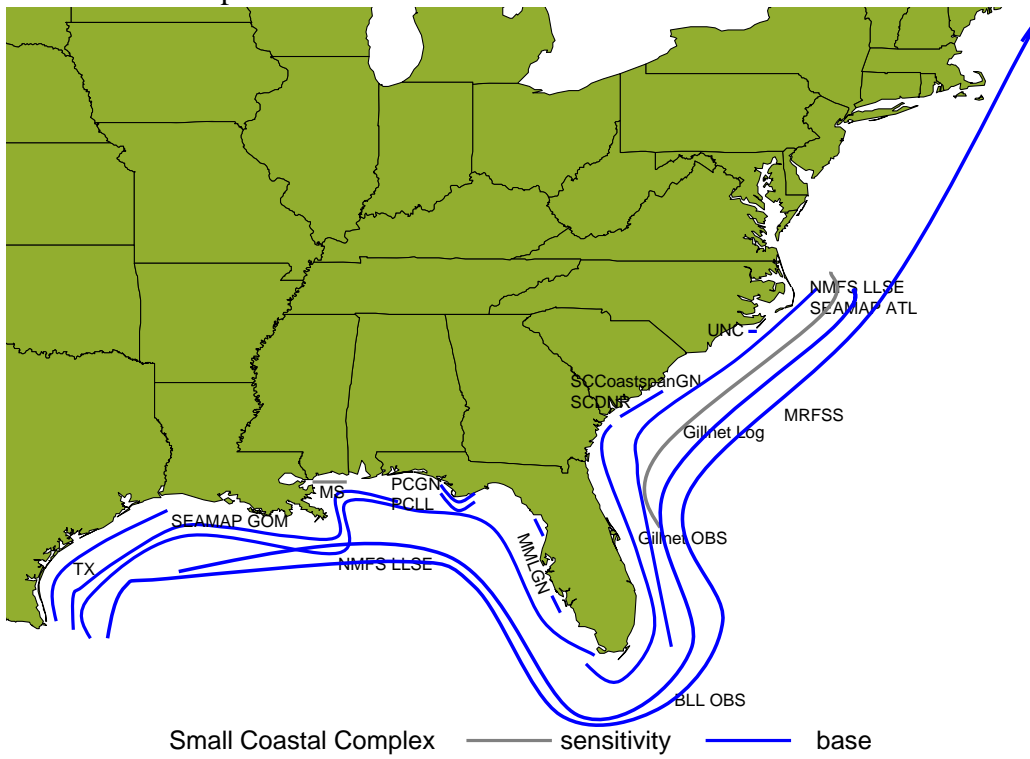 NMFS LLSE
SEAMAP ATL
UNC
SCCoastspanGN
SCDNR
MRFSS
Gillnet Log
PCGN
MS
PCLL
SEAMAP GOM
Gillnet OBS
MMLGN
NMFS LLSE
TX
BLL OBS
Small Coastal Complex sensitivity base